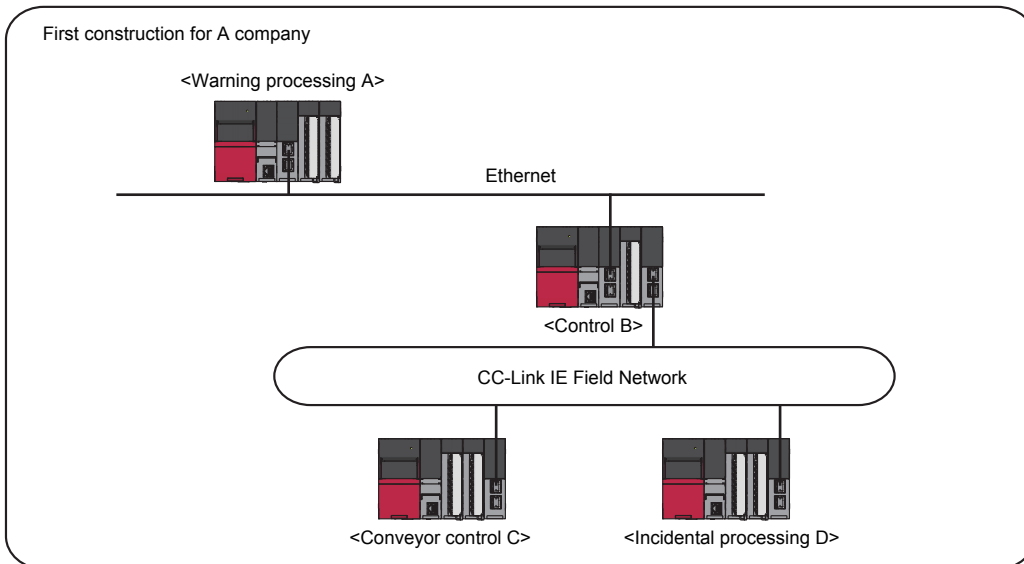 First construction for A company
<Warning processing A>
Ethernet
<Control B>
CC-Link IE Field Network
<Conveyor control C>
<Incidental processing D>